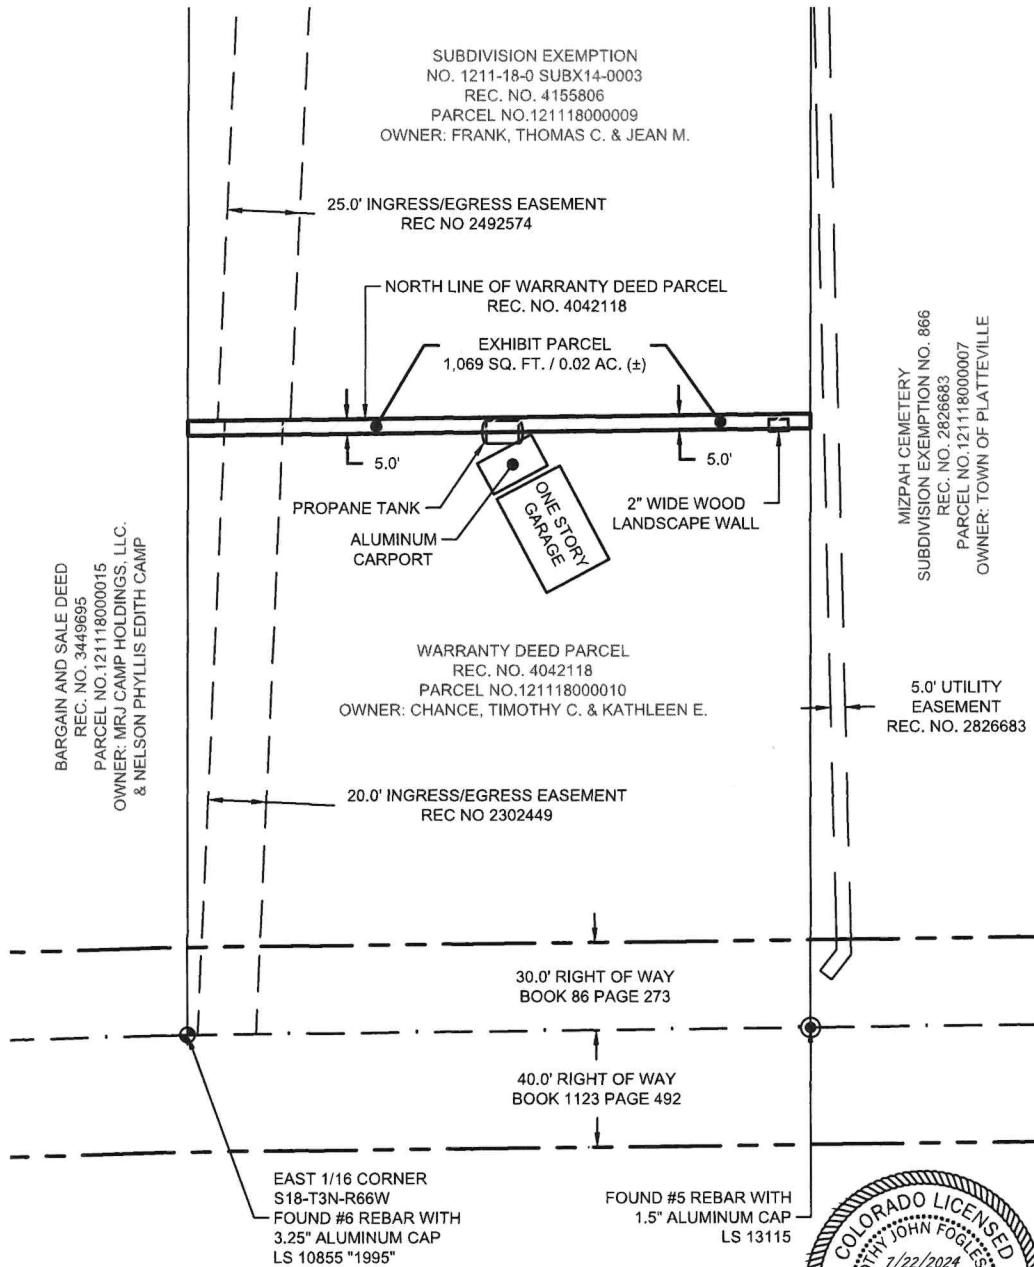 SUBDIVISION EXEMPTION
NO. 1211-18-0 SUBX14-0003
REC. NO. 4155806
PARCEL NO.121118000009
OWNER: FRANK, THOMAS C. & JEAN M.
25.0' INGRESS/EGRESS EASEMENT
REC NO 2492574
NORTH LINE OF WARRANTY DEED PARCEL
REC. NO. 4042118
EXHIBIT PARCEL
1,069 SQ. FT. / 0.02 AC. (±)
5.0'
5.0'
PROPANE TANK
ALUMINUM
CARPORT
ONE STORY
GARAGE
2" WIDE WOOD
LANDSCAPE WALL
MIZPAH CEMETERY
SUBDIVISION EXEMPTION NO. 866
REC. NO. 2826683
PARCEL NO.121118000007
OWNER: TOWN OF PLATTEVILLE
BARGAIN AND SALE DEED
REC. NO. 3449695
PARCEL NO.121118000015
OWNER: MRJ CAMP HOLDINGS, LLC.
& NELSON PHYLLIS EDITH CAMP
WARRANTY DEED PARCEL
REC. NO. 4042118
PARCEL NO.121118000010
OWNER: CHANCE, TIMOTHY C. & KATHLEEN E.
5.0' UTILITY
EASEMENT
REC. NO. 2826683
20.0' INGRESS/EGRESS EASEMENT
REC NO 2302449
30.0' RIGHT OF WAY
BOOK 86 PAGE 273
40.0' RIGHT OF WAY
BOOK 1123 PAGE 492
EAST 1/16 CORNER
S18-T3N-R66W
FOUND #6 REBAR WITH
3.25" ALUMINUM CAP
LS 10855 "1995"
FOUND #5 REBAR WITH
1.5" ALUMINUM CAP
LS 13115
COLORADO LICENSED
JOHN
7/22/2024